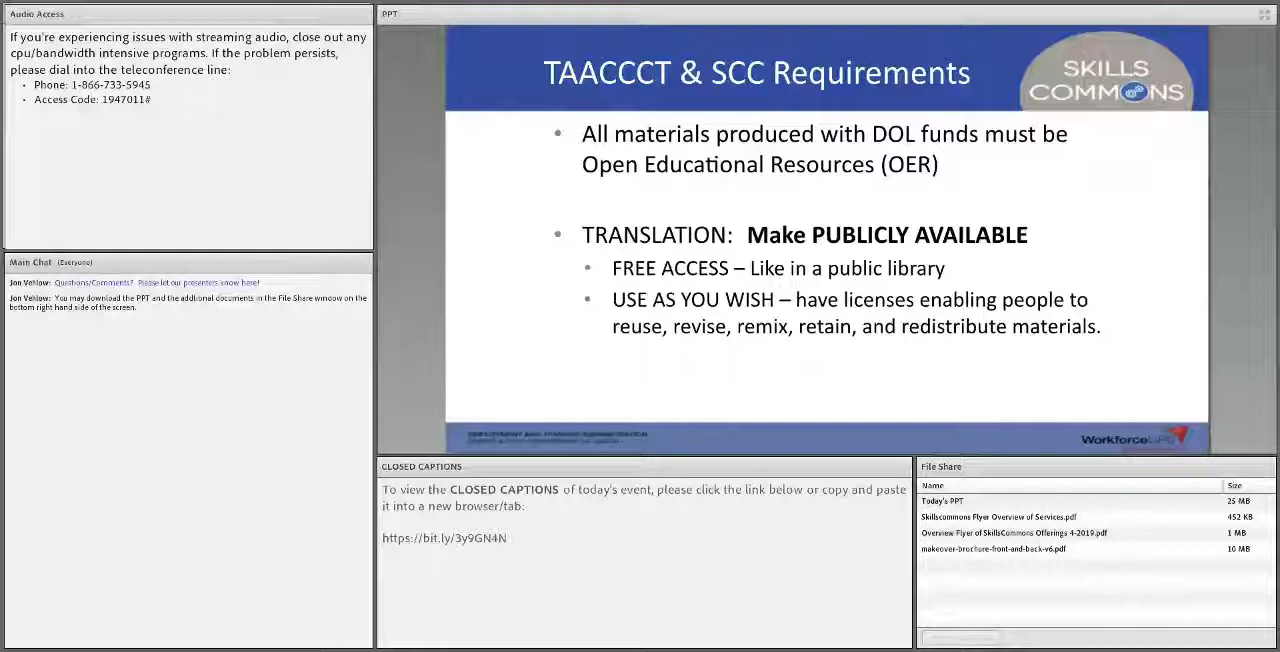 Audio Access
If you're experiencing issues with streaming audio, close out any
cpu/bandwidth intensive programs. If the problem persists,
please dial into the teleconference line:
• Phone: 1-866-733-5945
• Access Code: 1947011#
Main Chat (Everyone)
Jon Vehlow: Questions/Comments? Please let our presenters know here!
Jon Vehlow: You may download the PPT and the addtional documents in the File Share window on the
bottom right hand side of the screen.
PPT
TAACCCT & SCC Requirements
SKILLS
COMMONS
• All materials produced with DOL funds must be
Open Educational Resources (OER)
• TRANSLATION: Make PUBLICLY AVAILABLE
• FREE ACCESS – Like in a public library
• USE AS YOU WISH – have licenses enabling people to
reuse, revise, remix, retain, and redistribute materials.
EMPLOYMENT AND TRAINING ADMINISTRATION
WorkforceGPS
CLOSED CAPTIONS
To view the CLOSED CAPTIONS of today's event, please click the link below or copy and paste
it into a new browser/tab:
https://bit.ly/3y9GN4N
File Share
Name Size
Today's PPT 25 MB
Skillscommons Flyer Overview of Services.pdf 452 KB
Overview Flyer of SkillsCommons Offerings 4-2019.pdf 1 MB
makeover-brochure-front-and-back-v6.pdf 10 MB